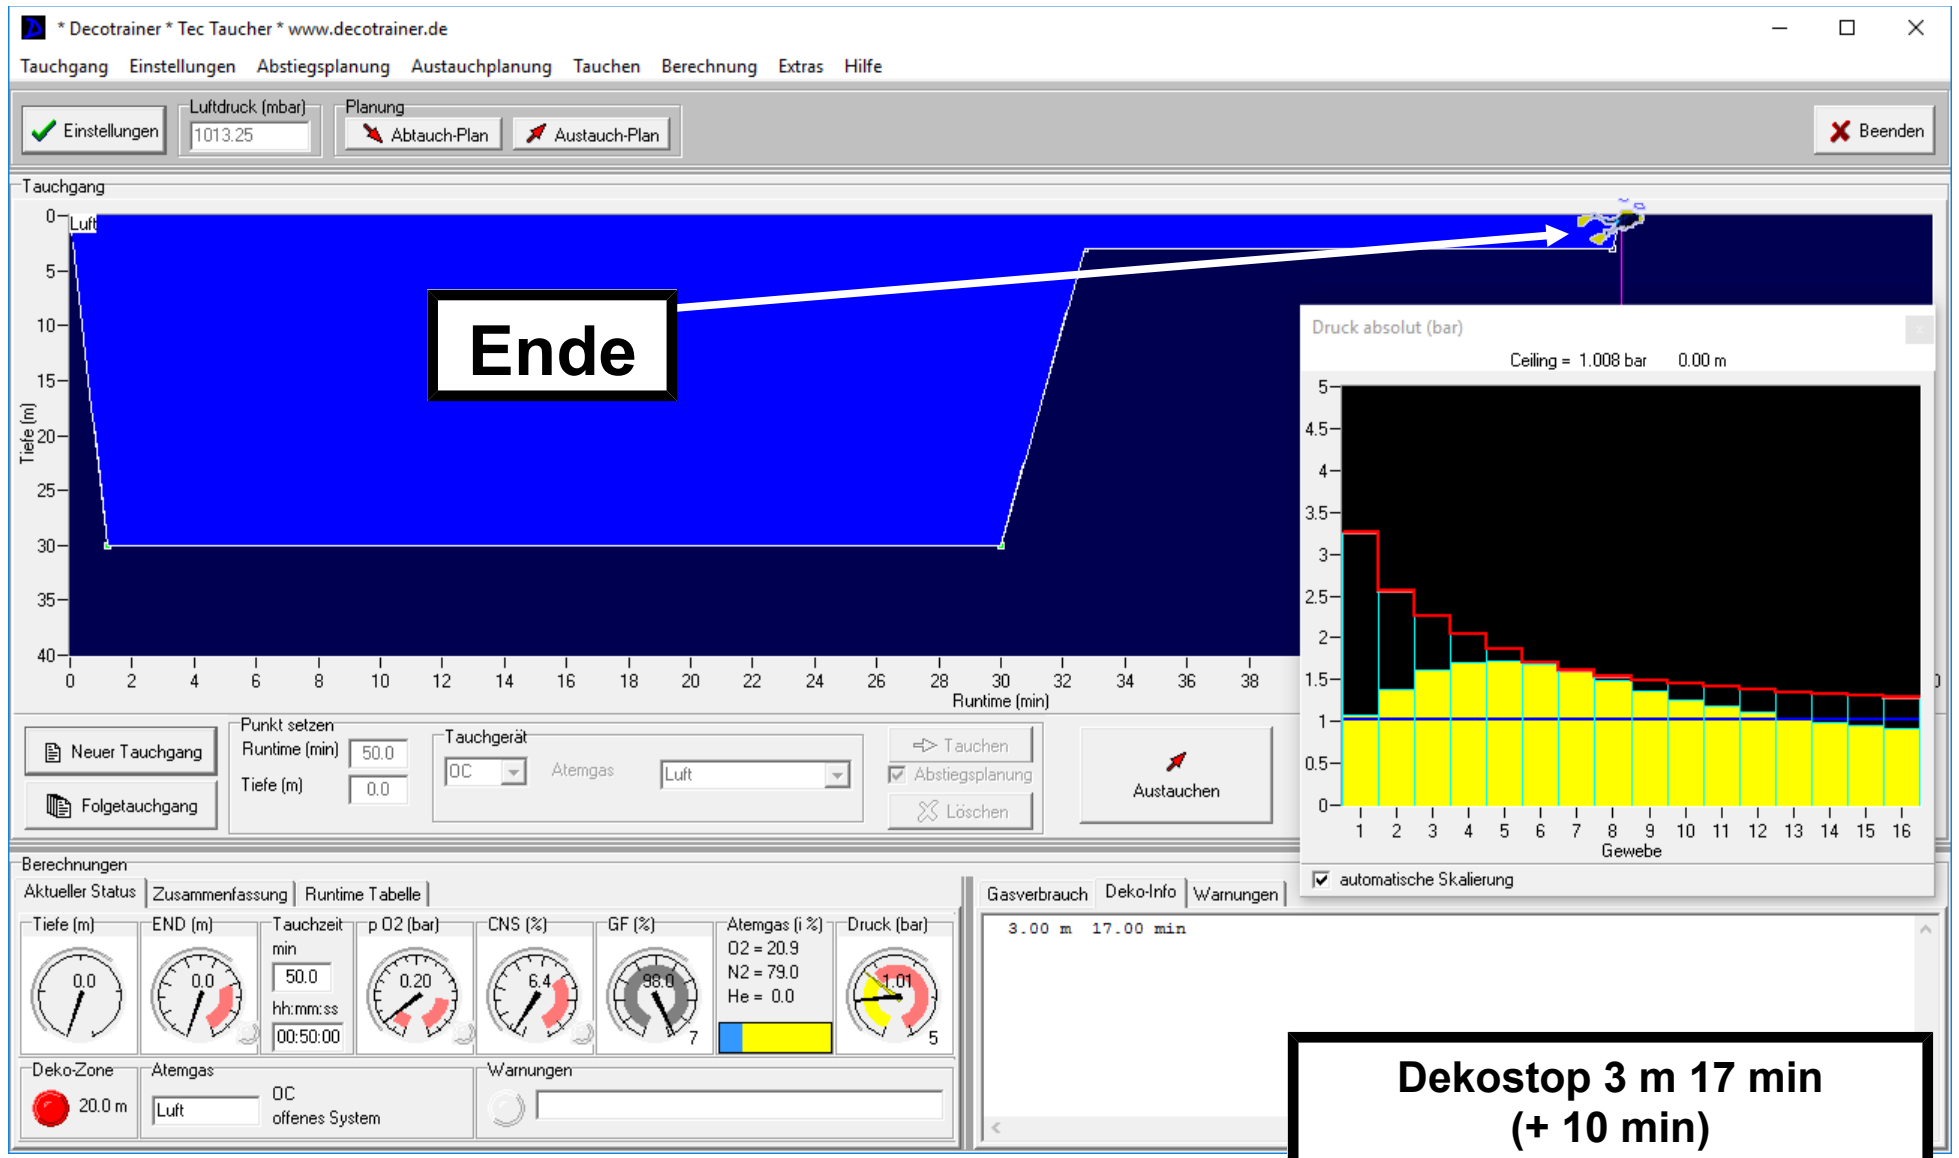 * Decotrainer * Tec Taucher * www.decotrainer.de
Tauchgang Einstellungen Abstiegsplanung Austauchplanung Tauchen Berechnung Extras Hilfe
Einstellungen
Luftdruck (mbar)
1013.25
Planung
Abtauch-Plan
Austauch-Plan
Beenden
Tauchgang
Luft
Ende
Tiefe (m)
0
5
10
15
20
25
30
35
40
0 2 4 6 8 10 12 14 16 18 20 22 24 26 28 30 32 34 36 38
Runtime (min)
Druck absolut (bar)
Ceiling = 1.008 bar 0.00 m
5
4.5
4
3.5
3
2.5
2
1.5
1
0.5
0
1 2 3 4 5 6 7 8 9 10 11 12 13 14 15 16
Gewebe
automatische Skalierung
Neuer Tauchgang
Folgetauchgang
Punkt setzen
Runtime (min) 50.0
Tiefe (m) 0.0
Tauchgerät
OC
Atemgas
Luft
Tauchen
Abstiegsplanung
Löschen
Austauchen
Berechnungen
Aktueller Status Zusammenfassung Runtime Tabelle
Tiefe (m)
0.0
END (m)
0.0
Tauchzeit
min
50.0
hh:mm:ss
00:50:00
p O2 (bar)
0.20
CNS (%)
6.4
GF (%)
98.0
7
Atemgas (i %)
O2 = 20.9
N2 = 79.0
He = 0.0
Druck (bar)
1.01
5
Deko-Zone
20.0 m
Atemgas
Luft
OC
offenes System
Warnungen
Gasverbrauch Deko-Info Warnungen
3.00 m 17.00 min
Dekostop 3 m 17 min
(+ 10 min)